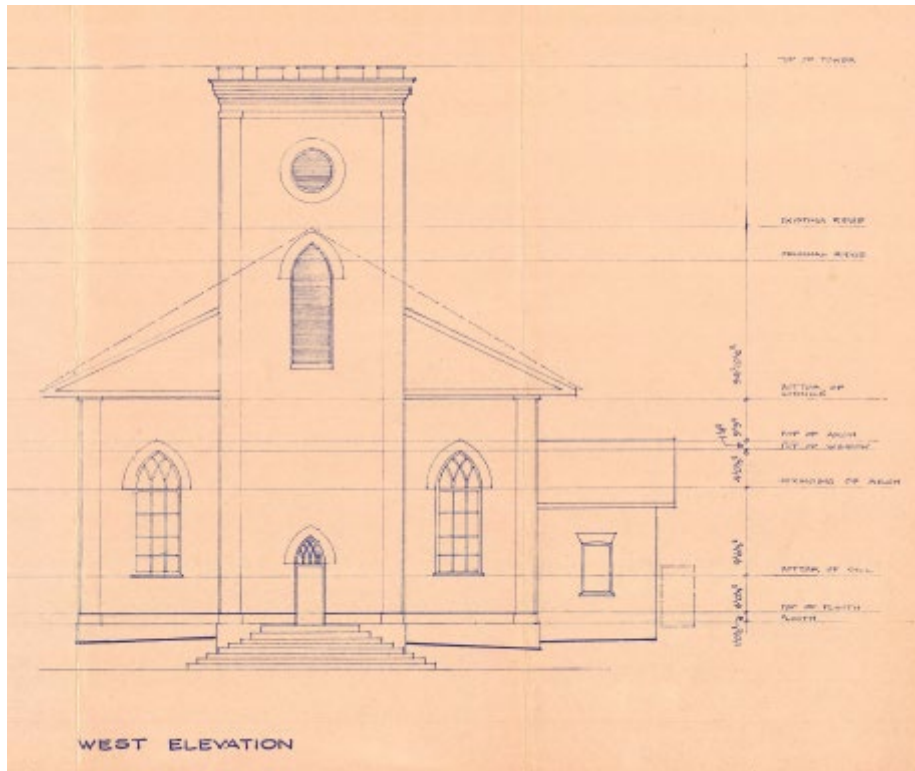 TOP OF TOWER
EXISTING RIDGE
ORIGINAL RIDGE
BOTTOM OF
CORNICE
TOP OF ARCH
TOP OF WINDOW
SPRINGING OF ARCH
BOTTOM OF SILL
TOP OF PLINTH
PLINTH
WEST ELEVATION